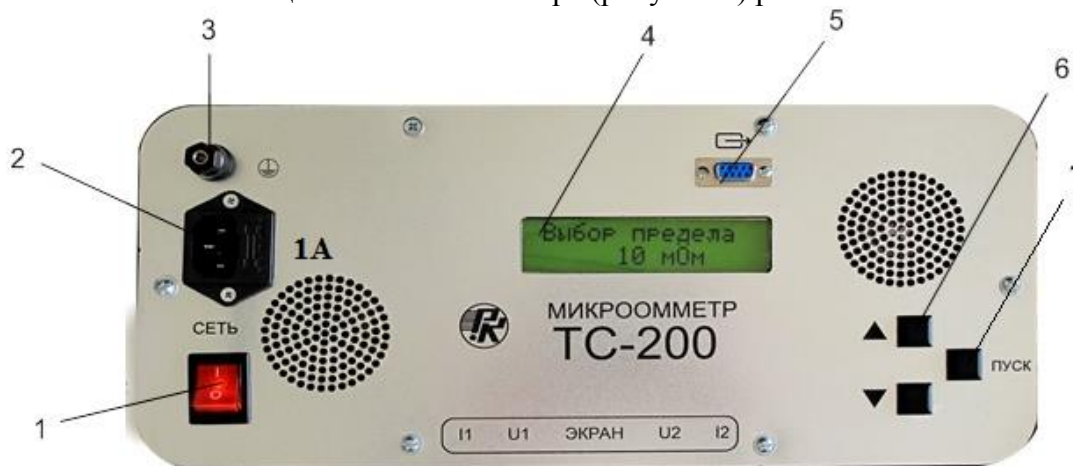 3
4
5
6
2
1А
Выбор предела
10 мОм
СЕТЬ
МИКРООММЕТР
ТС-200
ПУСК
1
I1 U1 ЭКРАН U2 I2